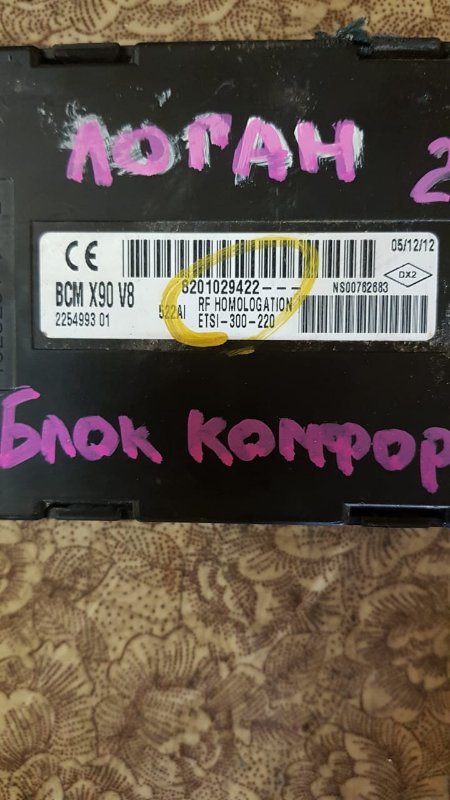 ЛОГАН 2
CE 05/12/12
8201029422---
BCM X90 V8 RF HOMOLOGATION NS00762683 DX2
2254993 01 522AI ETSI-300-220
Блок комфор